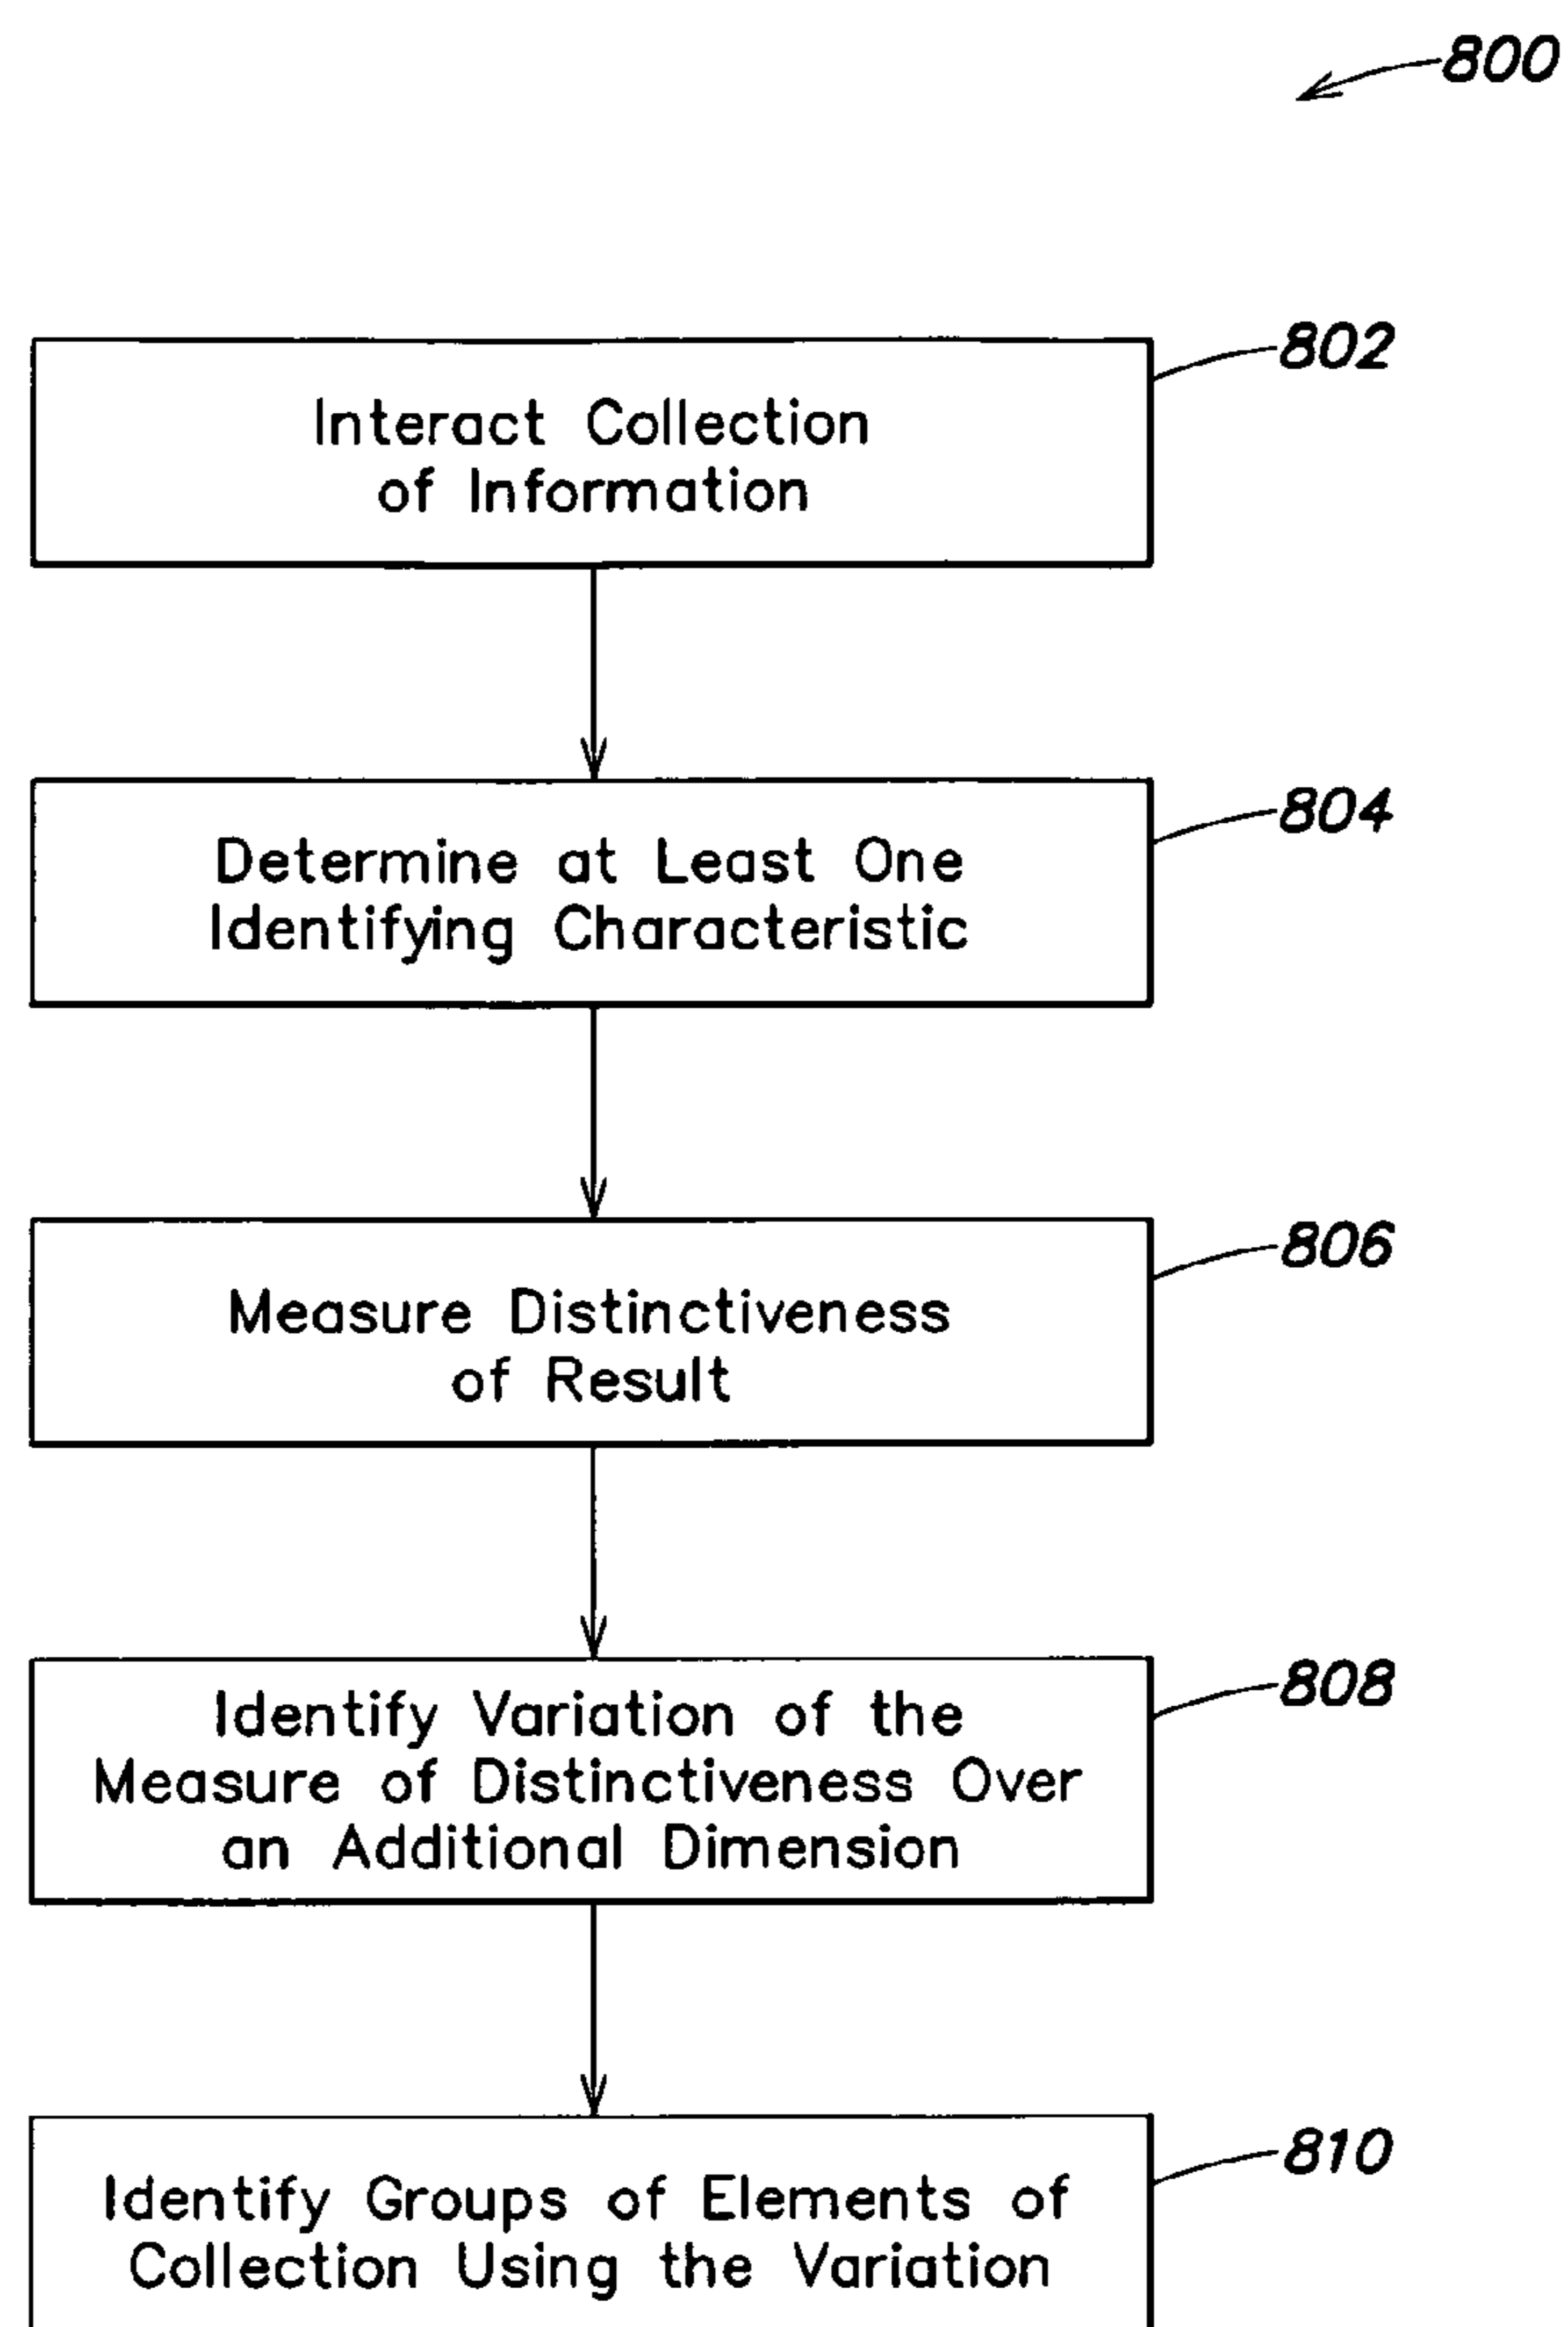 800
802
Interact Collection
of Information
804
Determine at Least One
Identifying Characteristic
806
Measure Distinctiveness
of Result
808
Identify Variation of the
Measure of Distinctiveness Over
an Additional Dimension
810
Identify Groups of Elements of
Collection Using the Variation